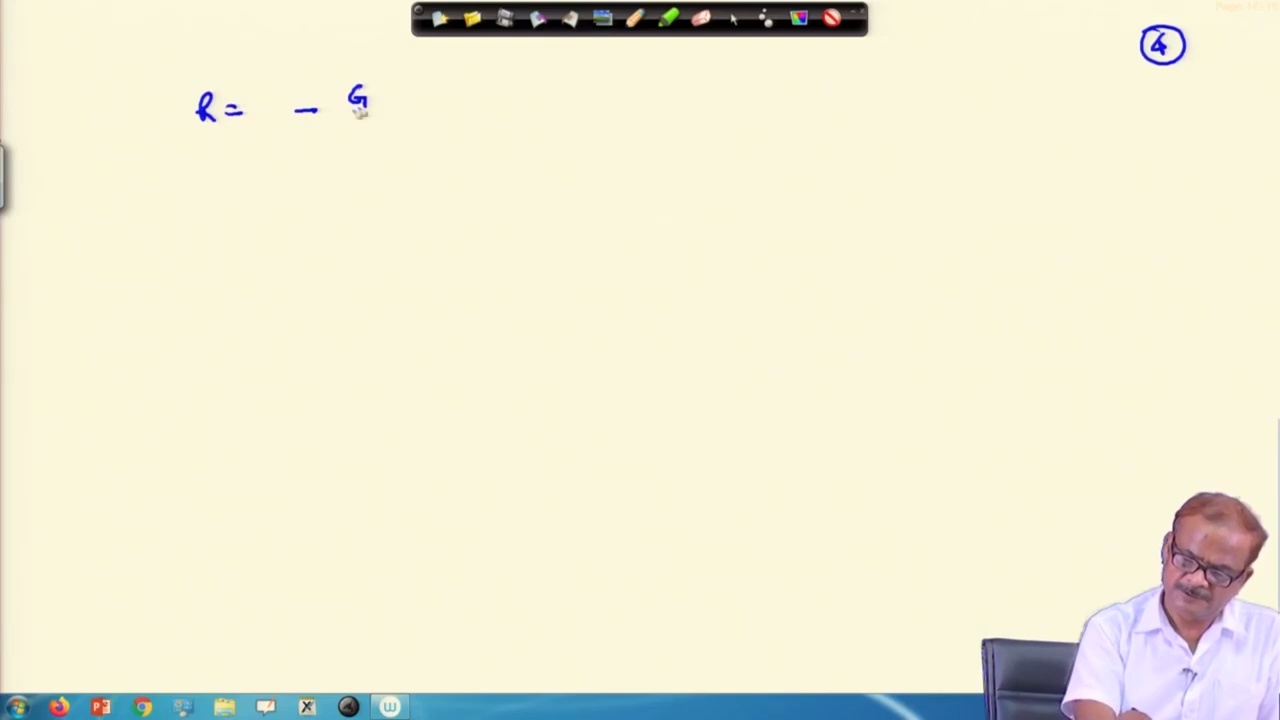 ④
R = - G